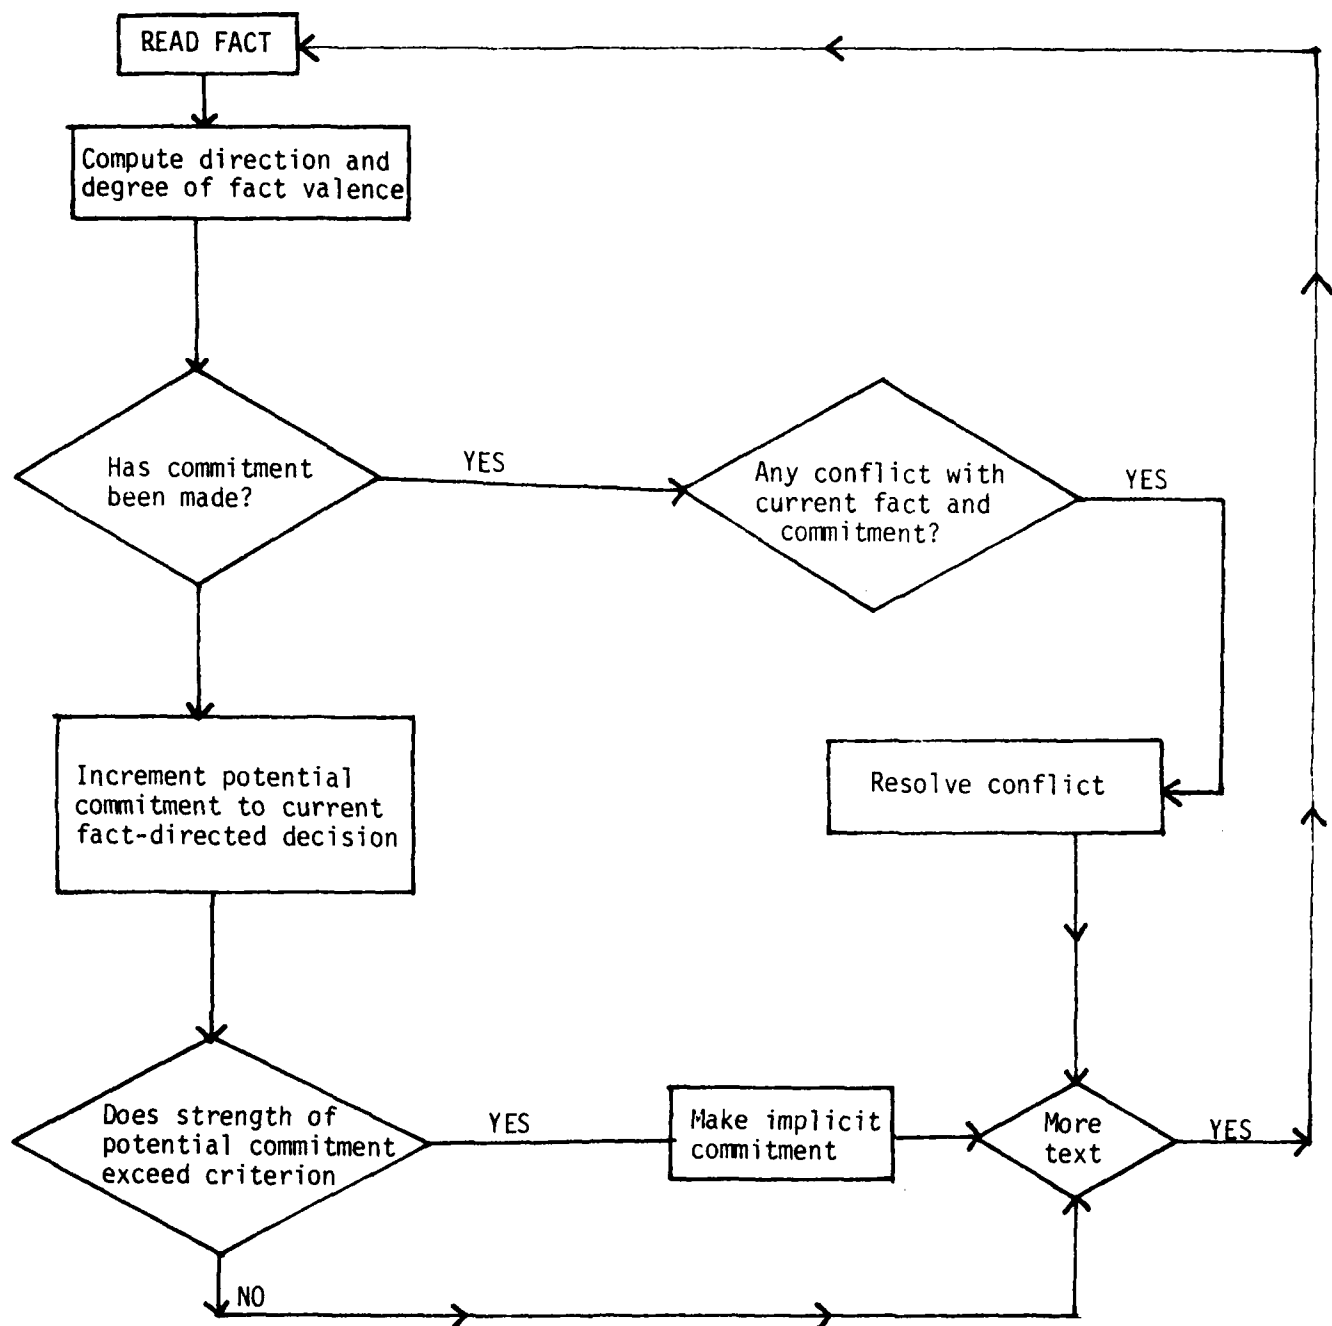 READ FACT
Compute direction and
degree of fact valence
Has commitment
been made?
YES
Any conflict with
current fact and
commitment?
YES
Increment potential
commitment to current
fact-directed decision
Resolve conflict
Does strength of
potential commitment
exceed criterion
YES
Make implicit
commitment
More
text
YES
NO